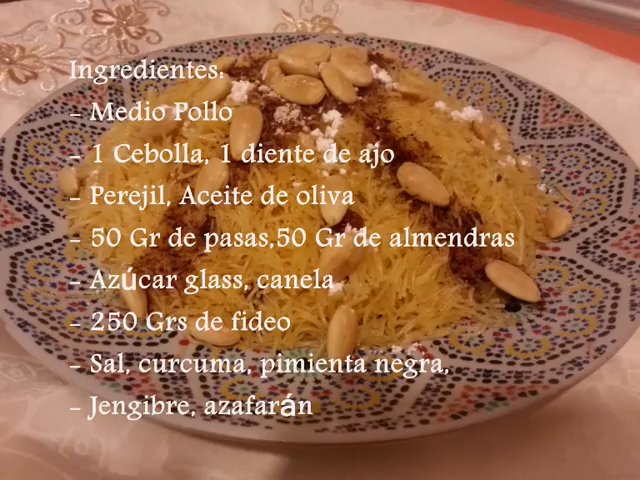 Ingredientes:
- Medio Pollo
- 1 Cebolla, 1 diente de ajo
- Perejil, Aceite de oliva
- 50 Gr de pasas,50 Gr de almendras
- Azúcar glass, canela
- 250 Grs de fideo
- Sal, curcuma, pimienta negra,
- Jengibre, azafarán